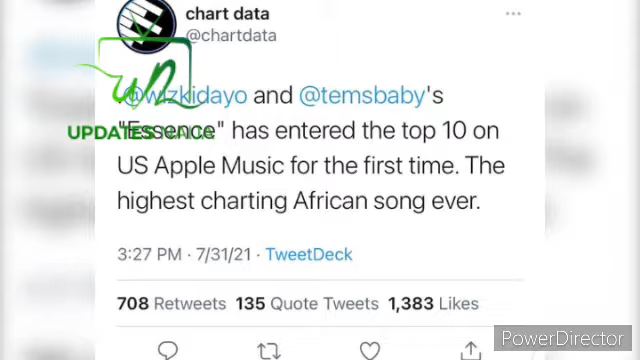 chart data
@chartdata
.@wizkidayo and @temsbaby's
"Essence" has entered the top 10 on
US Apple Music for the first time. The
highest charting African song ever.
3:27 PM · 7/31/21 · TweetDeck
708 Retweets 135 Quote Tweets 1,383 Likes
un
UPDATES NAIJA
PowerDirector